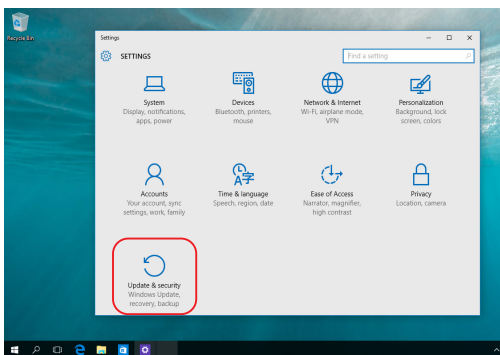 Recycle Bin
Settings
SETTINGS
Find a setting
System
Display, notifications,
apps, power
Devices
Bluetooth, printers,
mouse
Network & Internet
Wi-Fi, airplane mode,
VPN
Personalization
Background, lock
screen, colors
Accounts
Your account, sync
settings, work, family
Time & language
Speech, region, date
Ease of Access
Narrator, magnifier,
high contrast
Privacy
Location, camera
Update & security
Windows Update,
recovery, backup